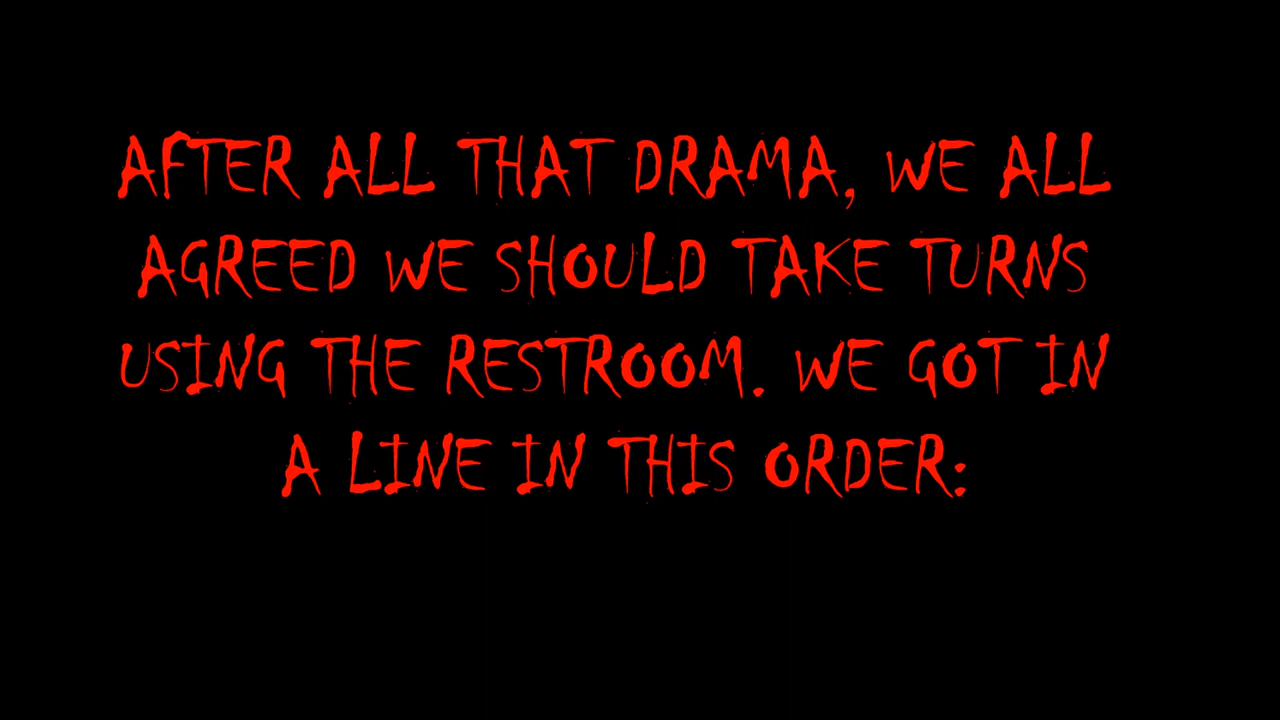 AFTER ALL THAT DRAMA, WE ALL
AGREED WE SHOULD TAKE TURNS
USING THE RESTROOM. WE GOT IN
A LINE IN THIS ORDER: